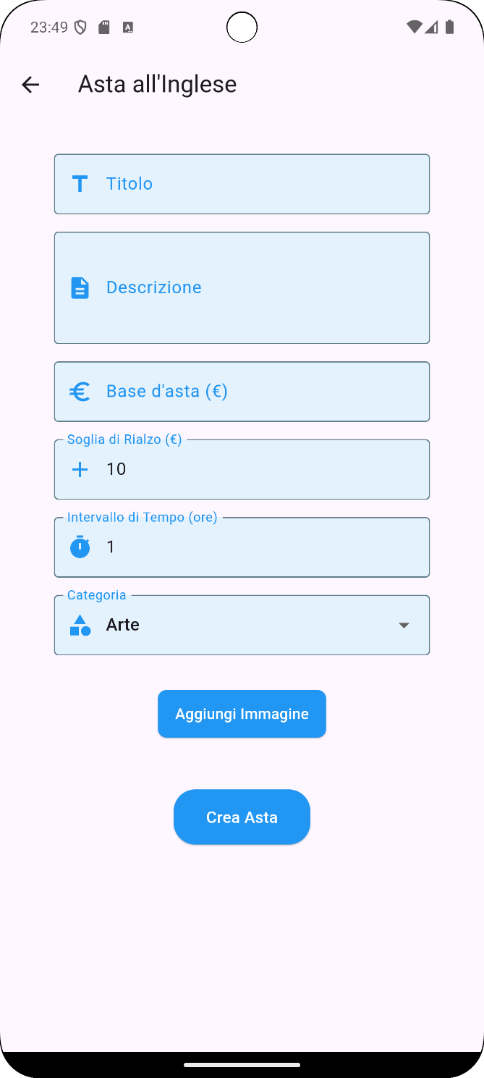 23:49
Asta all'Inglese
Titolo
Descrizione
Base d'asta (€)
Soglia di Rialzo (€)
10
Intervallo di Tempo (ore)
1
Categoria
Arte
Aggiungi Immagine
Crea Asta